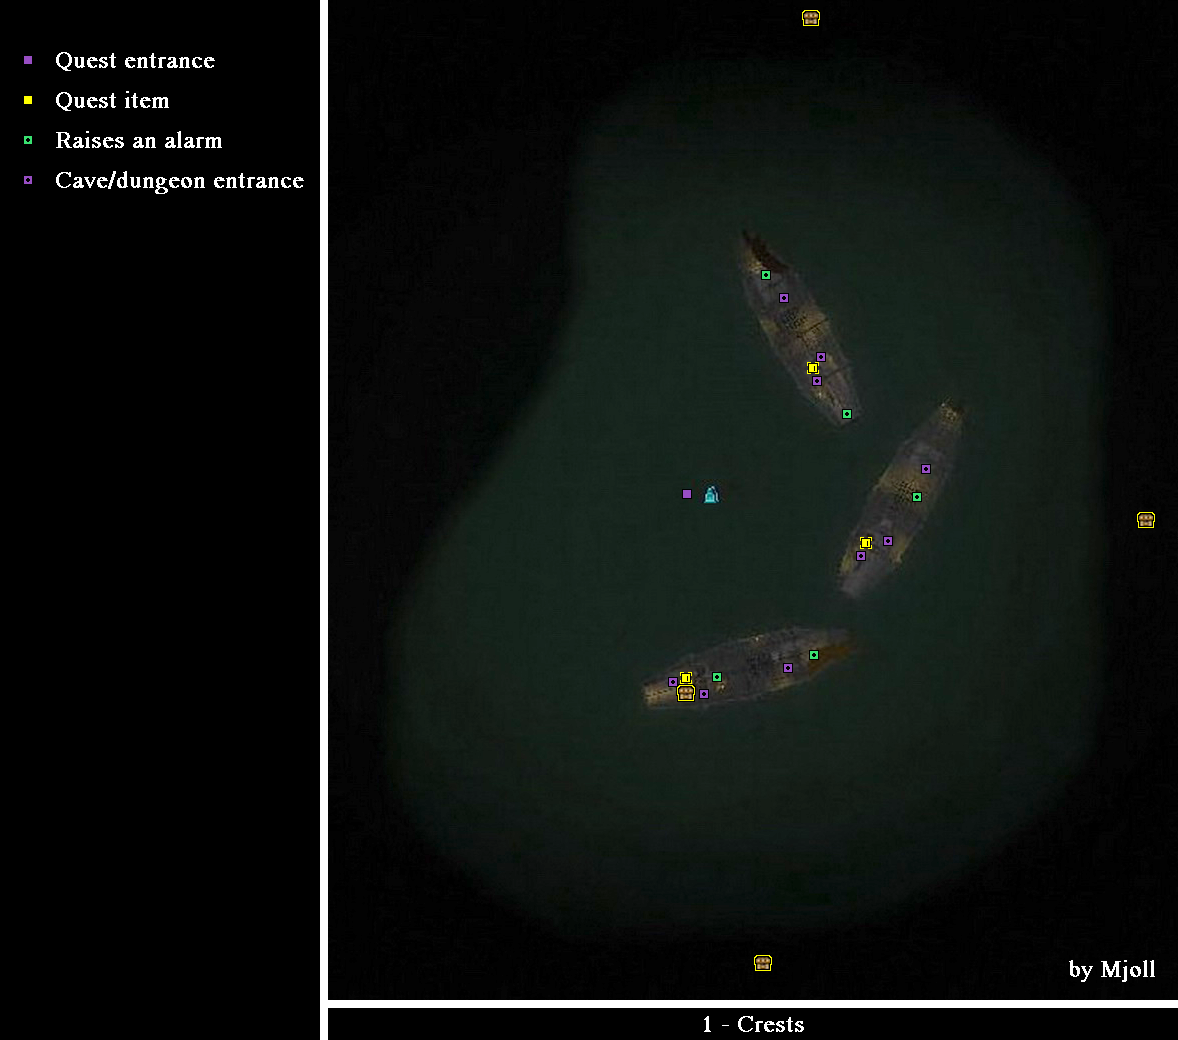 Quest entrance
Quest item
Raises an alarm
Cave/dungeon entrance
by Mjoll
1 - Crests